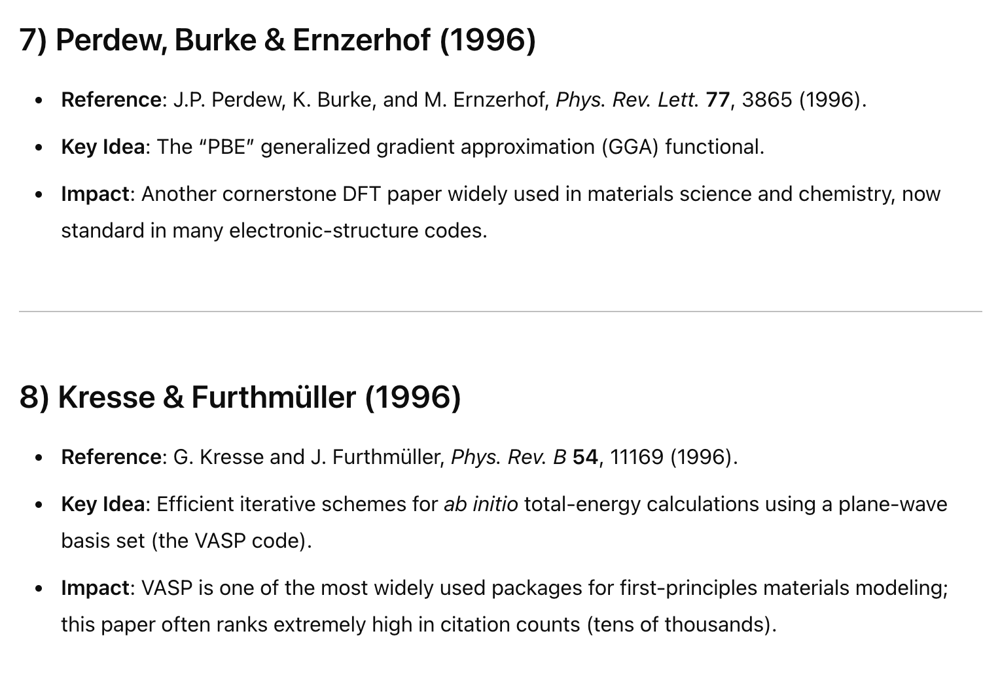 7) Perdew, Burke & Ernzerhof (1996)
Reference: J.P. Perdew, K. Burke, and M. Ernzerhof, Phys. Rev. Lett. 77, 3865 (1996).
Key Idea: The “PBE” generalized gradient approximation (GGA) functional.
Impact: Another cornerstone DFT paper widely used in materials science and chemistry, now
standard in many electronic-structure codes.
8) Kresse & Furthmüller (1996)
Reference: G. Kresse and J. Furthmüller, Phys. Rev. B 54, 11169 (1996).
Key Idea: Efficient iterative schemes for ab initio total-energy calculations using a plane-wave
basis set (the VASP code).
Impact: VASP is one of the most widely used packages for first-principles materials modeling;
this paper often ranks extremely high in citation counts (tens of thousands).